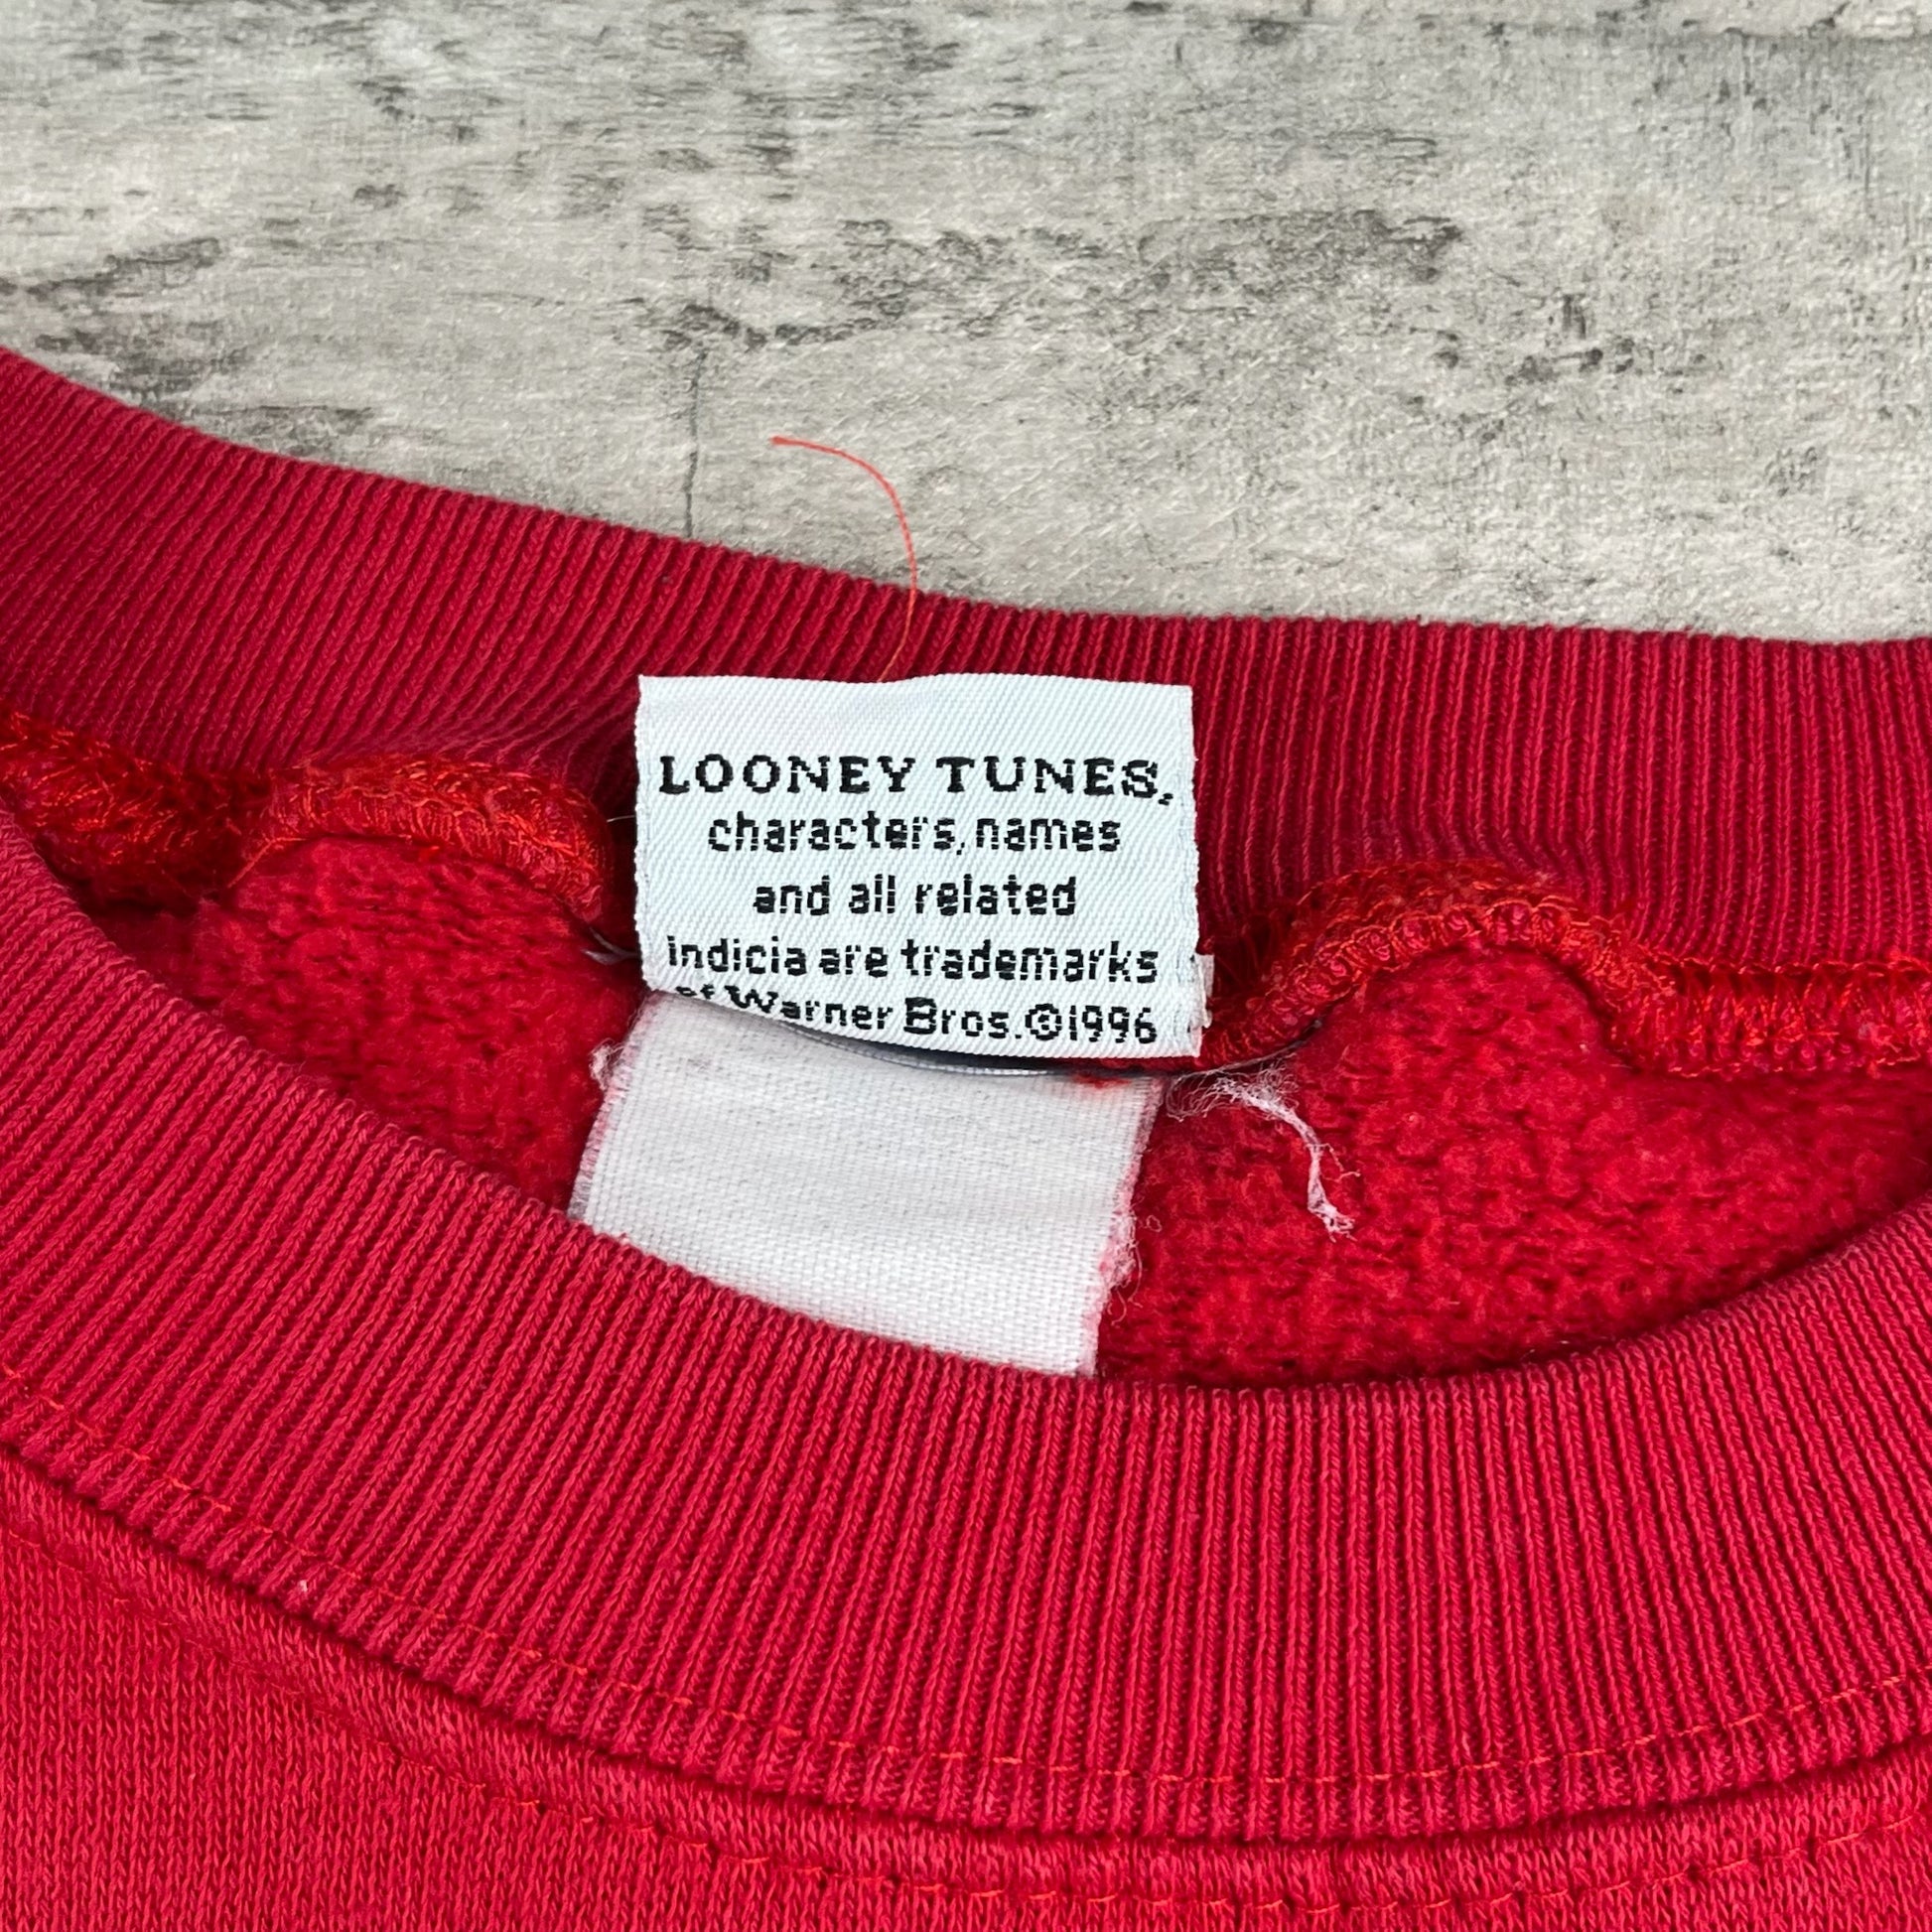 LOONEY TUNES,
characters, names
and all related
indicia are trademarks
of Warner Bros.©1996